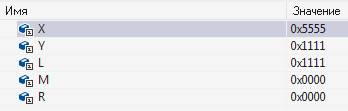 Имя Значение
X 0x5555
Y 0x1111
L 0x1111
M 0x0000
R 0x0000